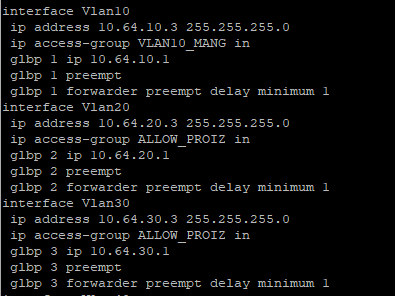 interface Vlan10
ip address 10.64.10.3 255.255.255.0
ip access-group VLAN10_MANG in
glbp 1 ip 10.64.10.1
glbp 1 preempt
glbp 1 forwarder preempt delay minimum 1
interface Vlan20
ip address 10.64.20.3 255.255.255.0
ip access-group ALLOW_PROIZ in
glbp 2 ip 10.64.20.1
glbp 2 preempt
glbp 2 forwarder preempt delay minimum 1
interface Vlan30
ip address 10.64.30.3 255.255.255.0
ip access-group ALLOW_PROIZ in
glbp 3 ip 10.64.30.1
glbp 3 preempt
glbp 3 forwarder preempt delay minimum 1